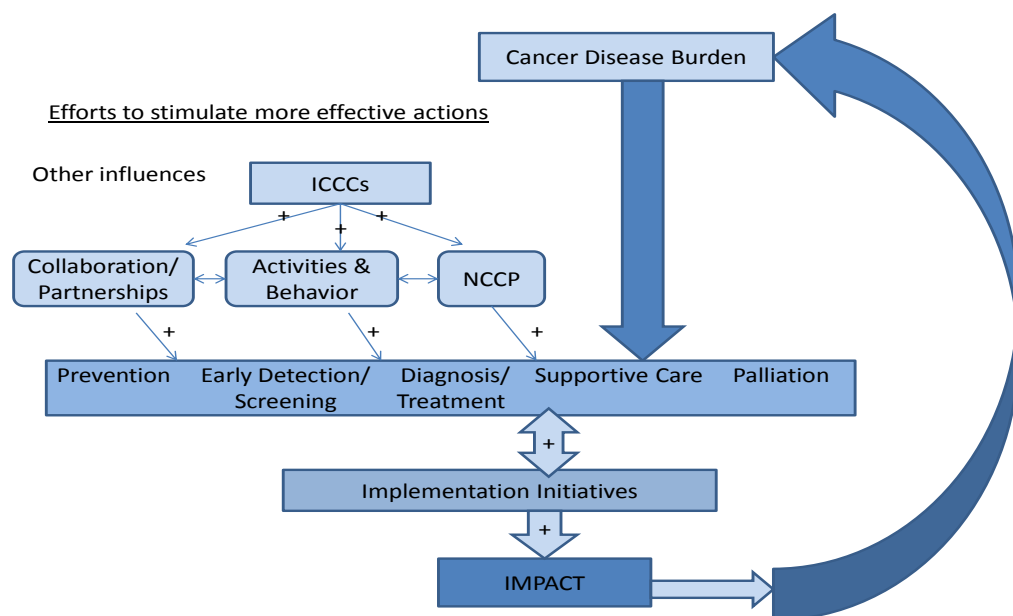 Cancer Disease Burden
Efforts to stimulate more effective actions
Other influences
ICCCs
+ + +
Collaboration/
Partnerships
Activities &
Behavior
NCCP
+ + +
Prevention Early Detection/ Diagnosis/ Supportive Care Palliation
Screening Treatment
+
Implementation Initiatives
+
IMPACT